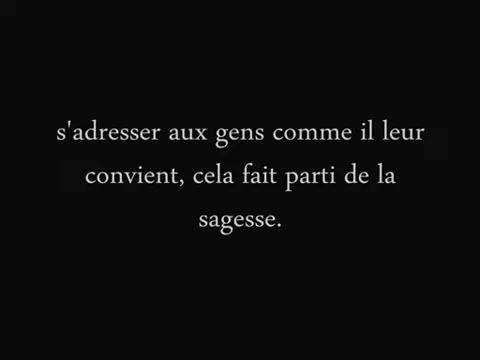 s'adresser aux gens comme il leur
convient, cela fait parti de la
sagesse.